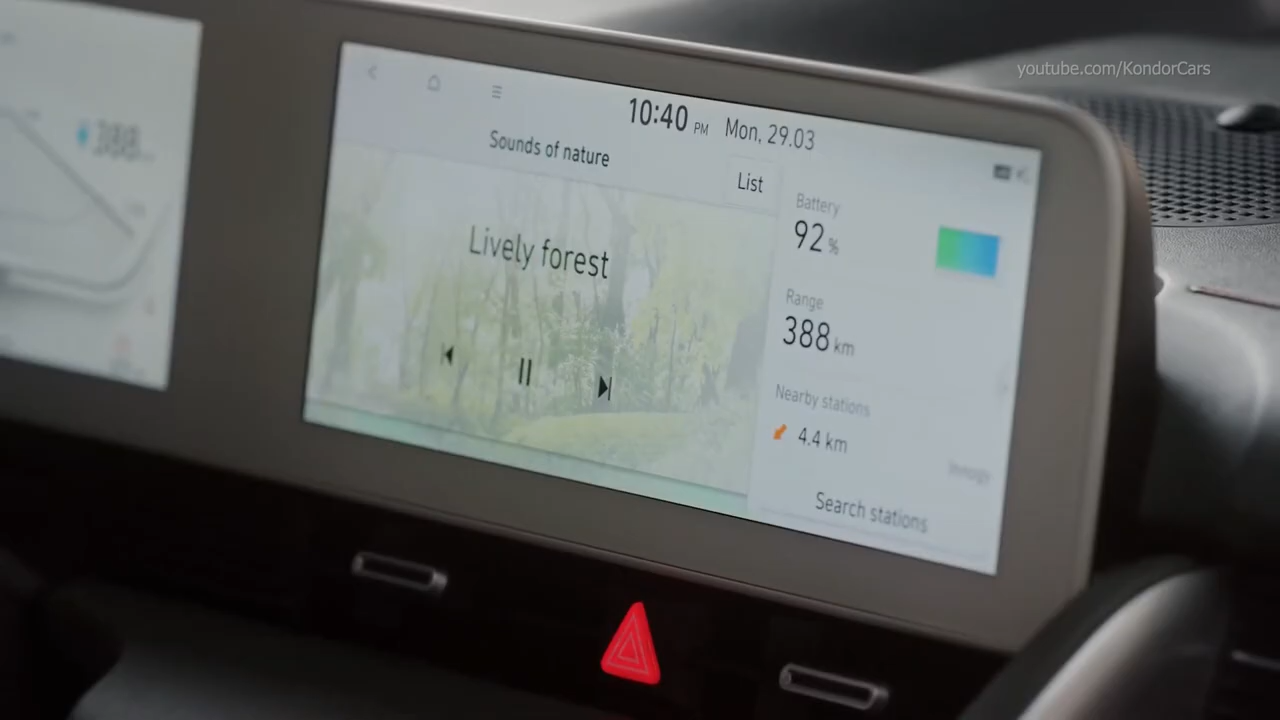 youtube.com/KondorCars
388
10:40 PM Mon, 29.03
Sounds of nature
List
Lively forest
Battery
92 %
Range
388 km
Nearby stations
4.4 km
Innogy
Search stations